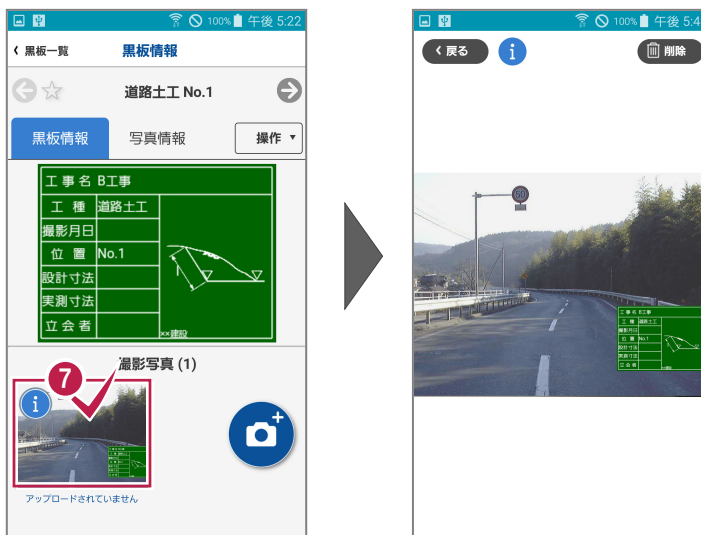 100% 午後 5:22
黒板一覧
黒板情報
道路土工 No.1
黒板情報
写真情報
操作 ▼
工事名 B工事
工種 道路土工
撮影月日
位置 No.1
設計寸法
実測寸法
立会者
××建設
撮影写真 (1)
7
i
アップロードされていません
100% 午後 5:4
戻る
i
削除
60
工事名 B工事
工種 道路土工
撮影月日
位置 No.1
設計寸法
実測寸法
立会者